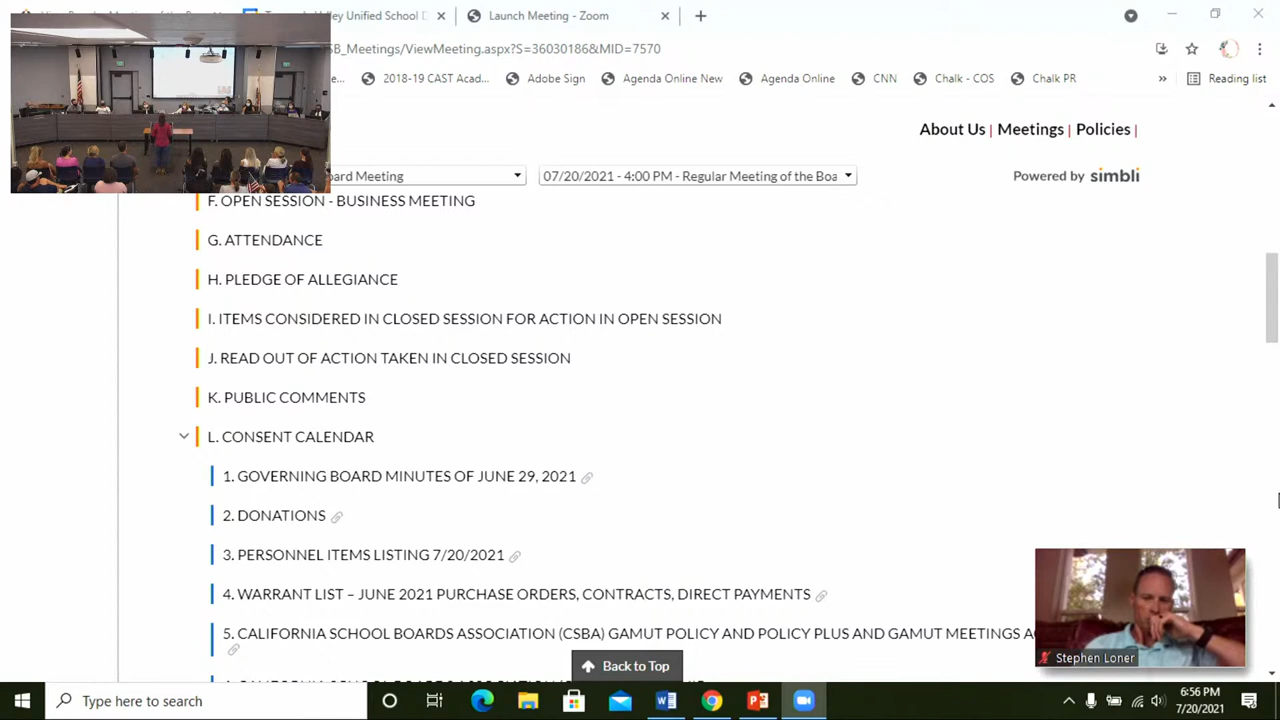 Valley Unified School D
Launch Meeting - Zoom
SB_Meetings/ViewMeeting.aspx?S=36030186&MID=7570
2018-19 CAST Acad...
Adobe Sign
Agenda Online New
Agenda Online
CNN
Chalk - COS
Chalk PR
Reading list
About Us | Meetings | Policies |
oard Meeting
07/20/2021 - 4:00 PM - Regular Meeting of the Boa
Powered by simbli
F. OPEN SESSION - BUSINESS MEETING
G. ATTENDANCE
H. PLEDGE OF ALLEGIANCE
I. ITEMS CONSIDERED IN CLOSED SESSION FOR ACTION IN OPEN SESSION
J. READ OUT OF ACTION TAKEN IN CLOSED SESSION
K. PUBLIC COMMENTS
L. CONSENT CALENDAR
1. GOVERNING BOARD MINUTES OF JUNE 29, 2021
2. DONATIONS
3. PERSONNEL ITEMS LISTING 7/20/2021
4. WARRANT LIST – JUNE 2021 PURCHASE ORDERS, CONTRACTS, DIRECT PAYMENTS
5. CALIFORNIA SCHOOL BOARDS ASSOCIATION (CSBA) GAMUT POLICY AND POLICY PLUS AND GAMUT MEETINGS
Stephen Loner
Back to Top
Type here to search
6:56 PM
7/20/2021